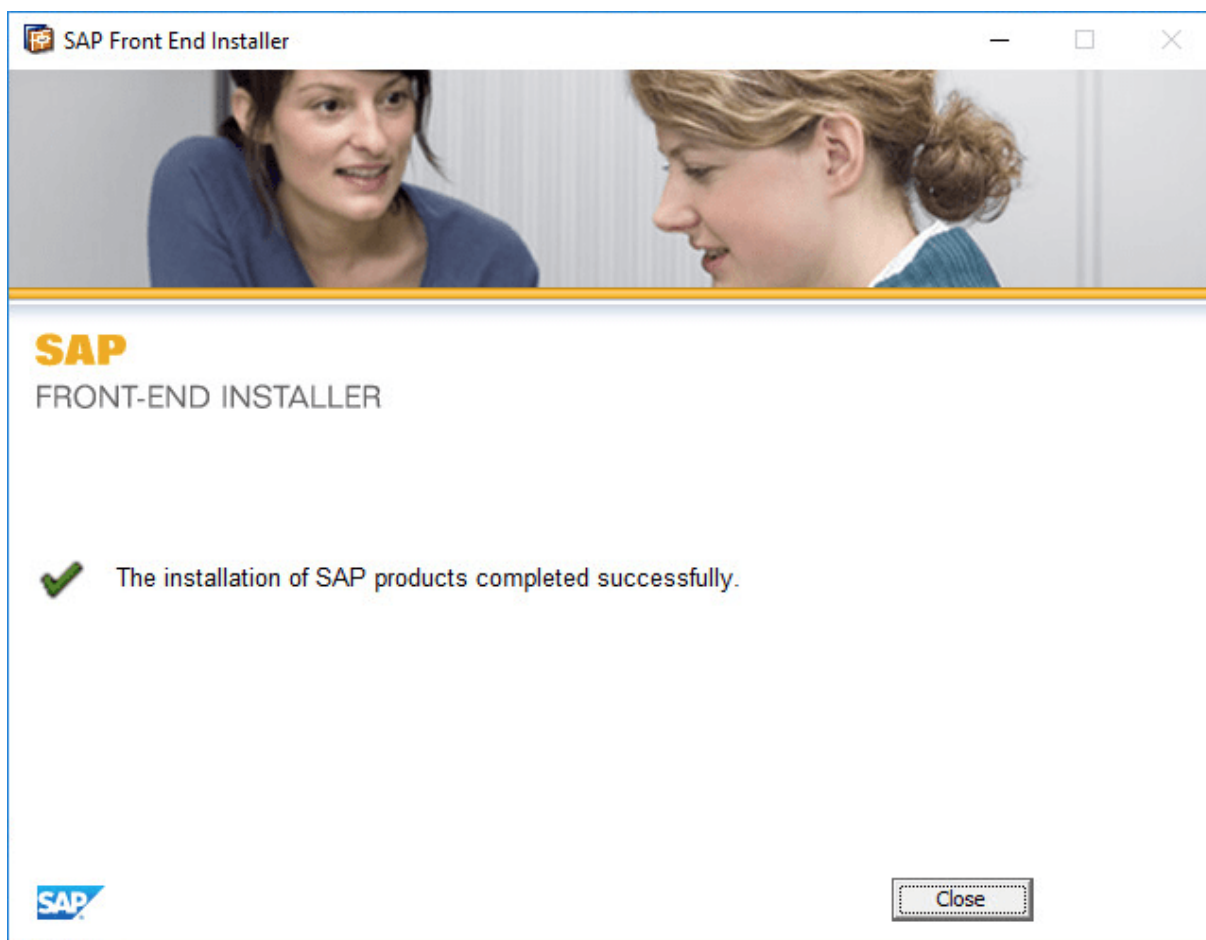 SAP Front End Installer
SAP
FRONT-END INSTALLER
The installation of SAP products completed successfully.
SAP
Close